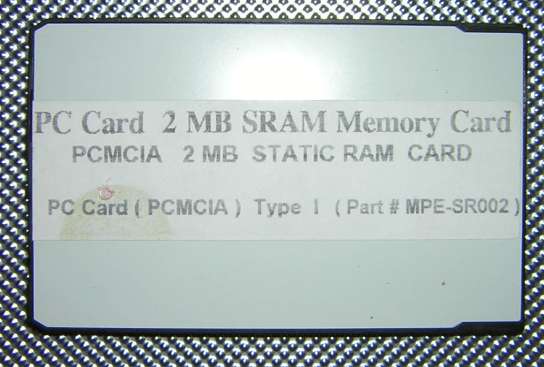 PC Card 2 MB SRAM Memory Card
PCMCIA 2 MB STATIC RAM CARD
PC Card ( PCMCIA ) Type I ( Part # MPE-SR002 )